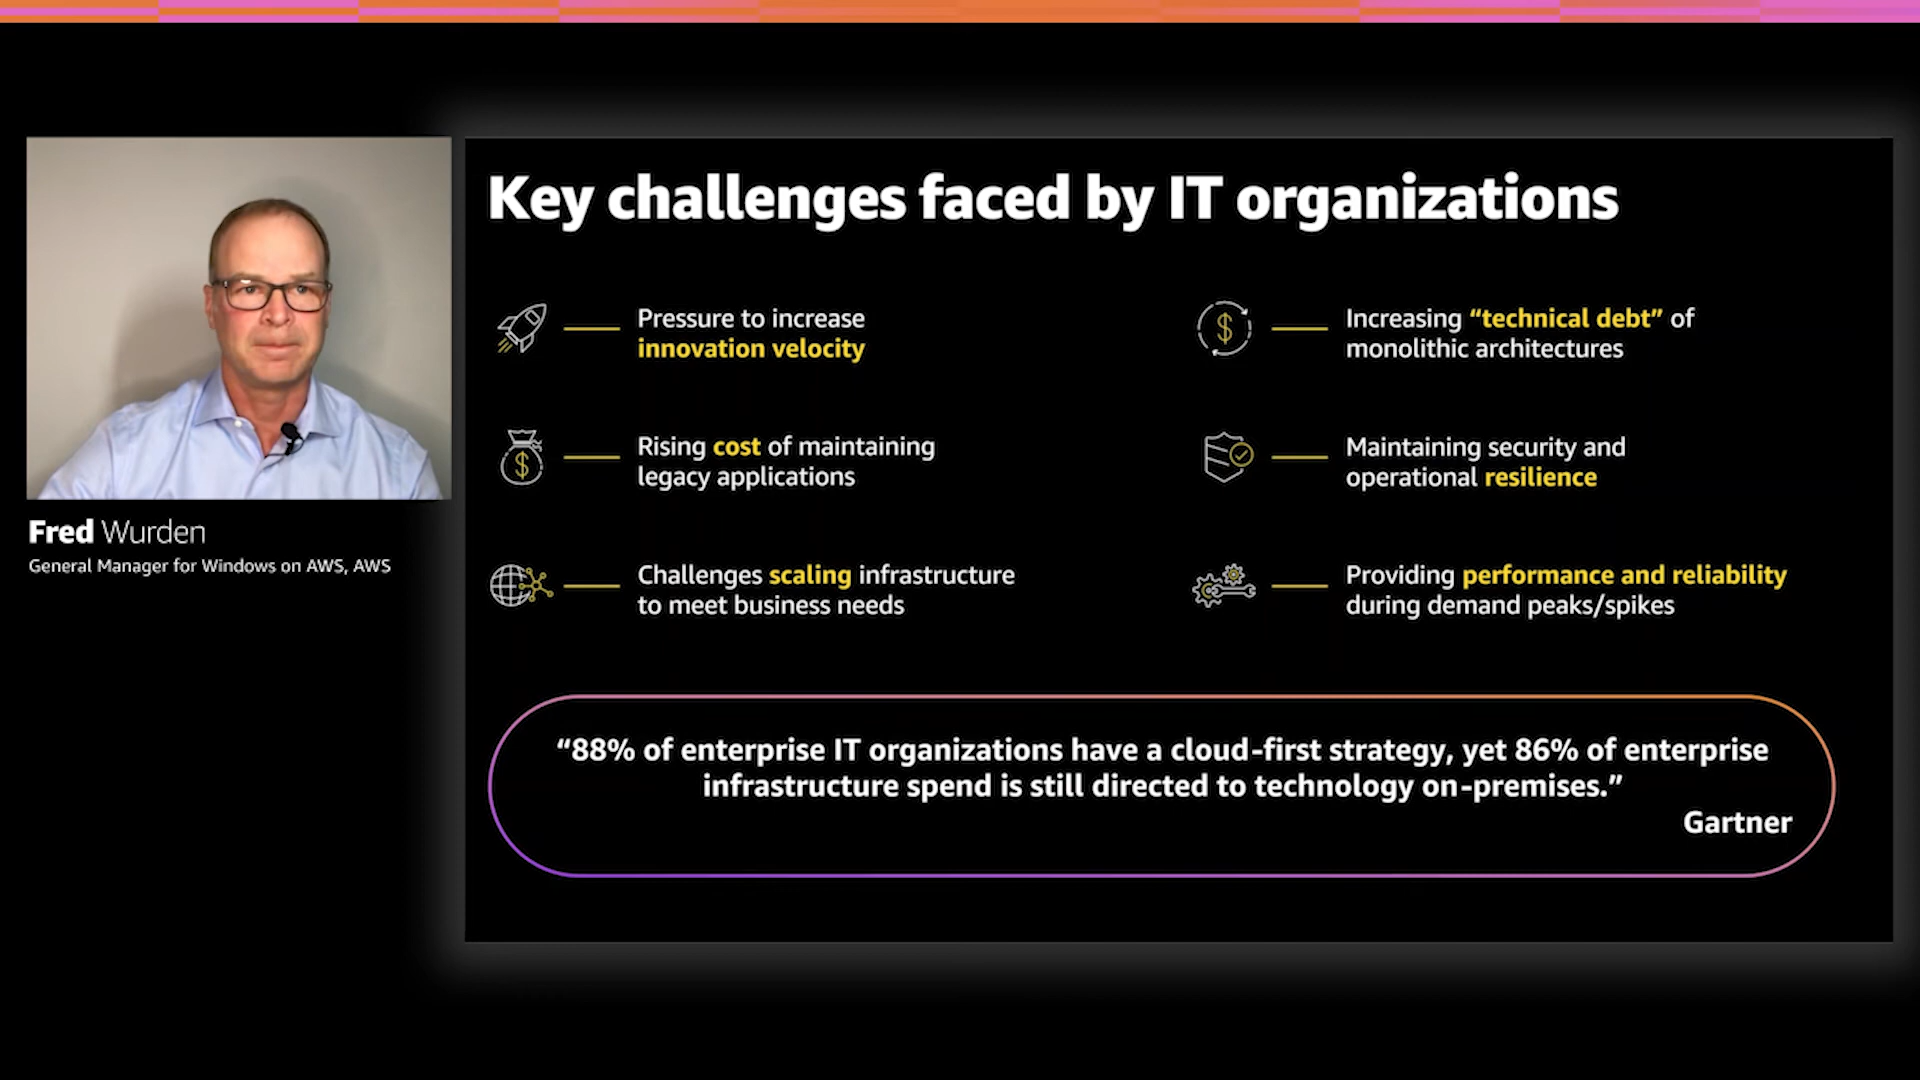 Key challenges faced by IT organizations
Pressure to increase
innovation velocity
Rising cost of maintaining
legacy applications
Challenges scaling infrastructure
to meet business needs
Increasing “technical debt” of
monolithic architectures
Maintaining security and
operational resilience
Providing performance and reliability
during demand peaks/spikes
“88% of enterprise IT organizations have a cloud-first strategy, yet 86% of enterprise
infrastructure spend is still directed to technology on-premises.”
Gartner
Fred Wurden
General Manager for Windows on AWS, AWS